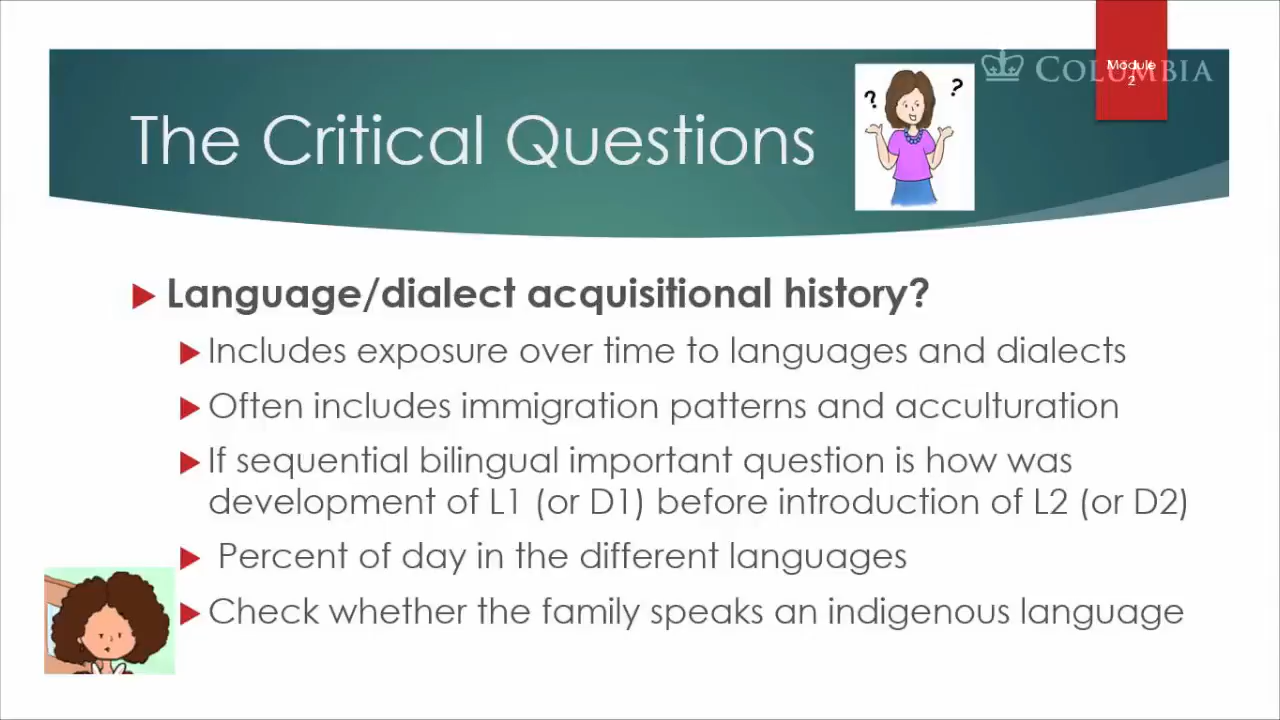 Module
2
COLUMBIA
The Critical Questions
? ?
Language/dialect acquisitional history?
Includes exposure over time to languages and dialects
Often includes immigration patterns and acculturation
If sequential bilingual important question is how was
development of L1 (or D1) before introduction of L2 (or D2)
Percent of day in the different languages
Check whether the family speaks an indigenous language